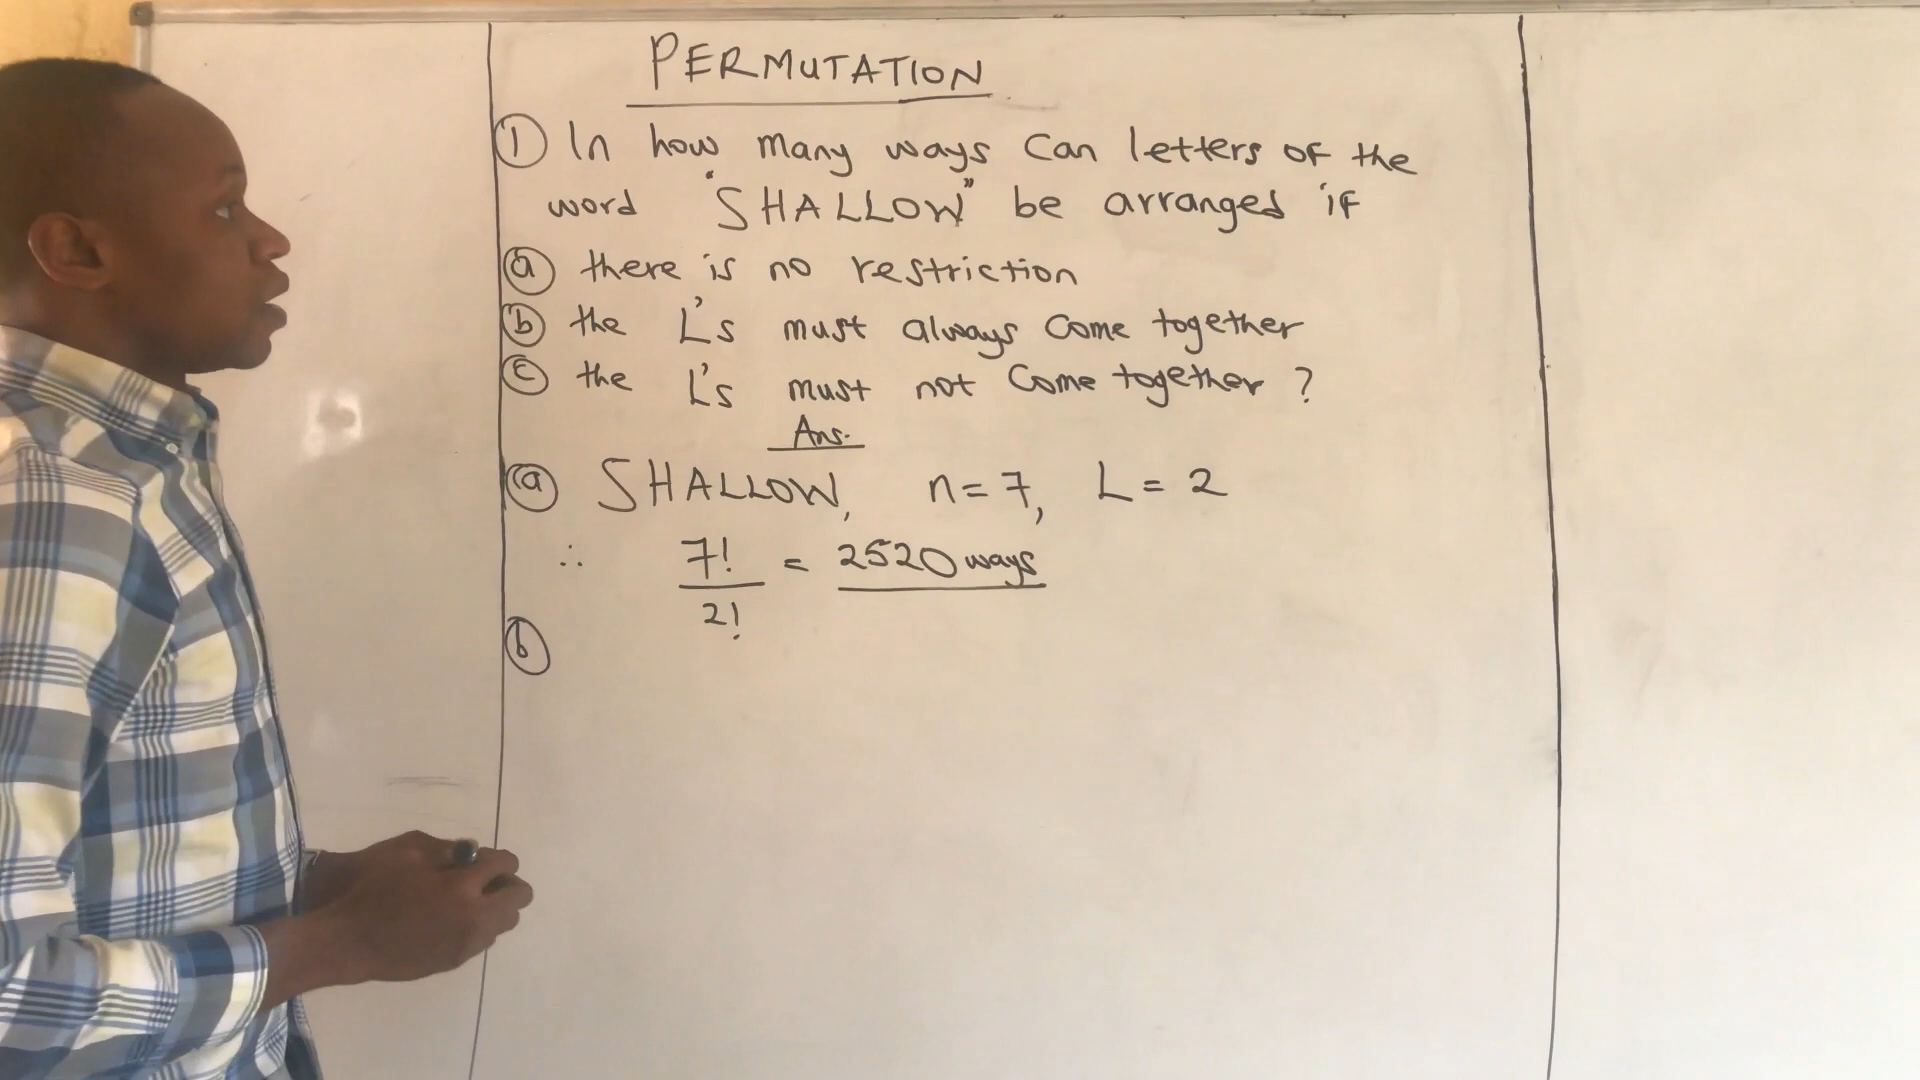 PERMUTATION
① In how many ways can letters of the
word "SHALLOW" be arranged if
ⓐ there is no restriction
ⓑ the L's must always come together
ⓒ the L's must not come together ?
Ans.
ⓐ SHALLOW, n=7, L= 2
∴ 7!/2! = 2520 ways
ⓑ